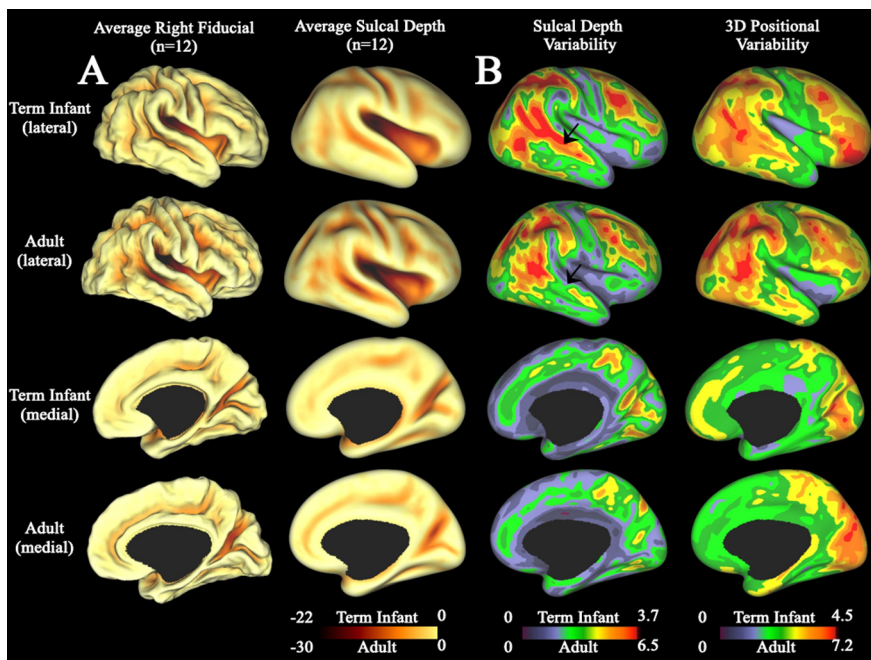 Average Right Fiducial
(n=12)
Average Sulcal Depth
(n=12)
Sulcal Depth
Variability
3D Positional
Variability
A
B
Term Infant
(lateral)
Adult
(lateral)
Term Infant
(medial)
Adult
(medial)
-22 Term Infant 0
-30 Adult 0
0 Term Infant 3.7
0 Adult 6.5
0 Term Infant 4.5
0 Adult 7.2